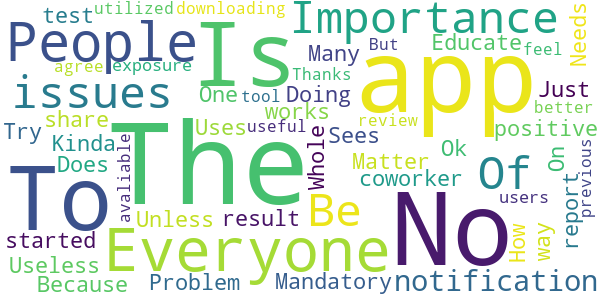 utilized downloading
test Importance
People Is Many But Educate Needs
agree exposure Thanks feel
issues One tool Doing app Just
share works review better
Try Kinda Uses useful Sees positive
Does Whole Matter Ok On
To The avaliable coworker Of report previous
Unless result Be No users
started Everyone How way
Useless
Because Problem Mandatory notification